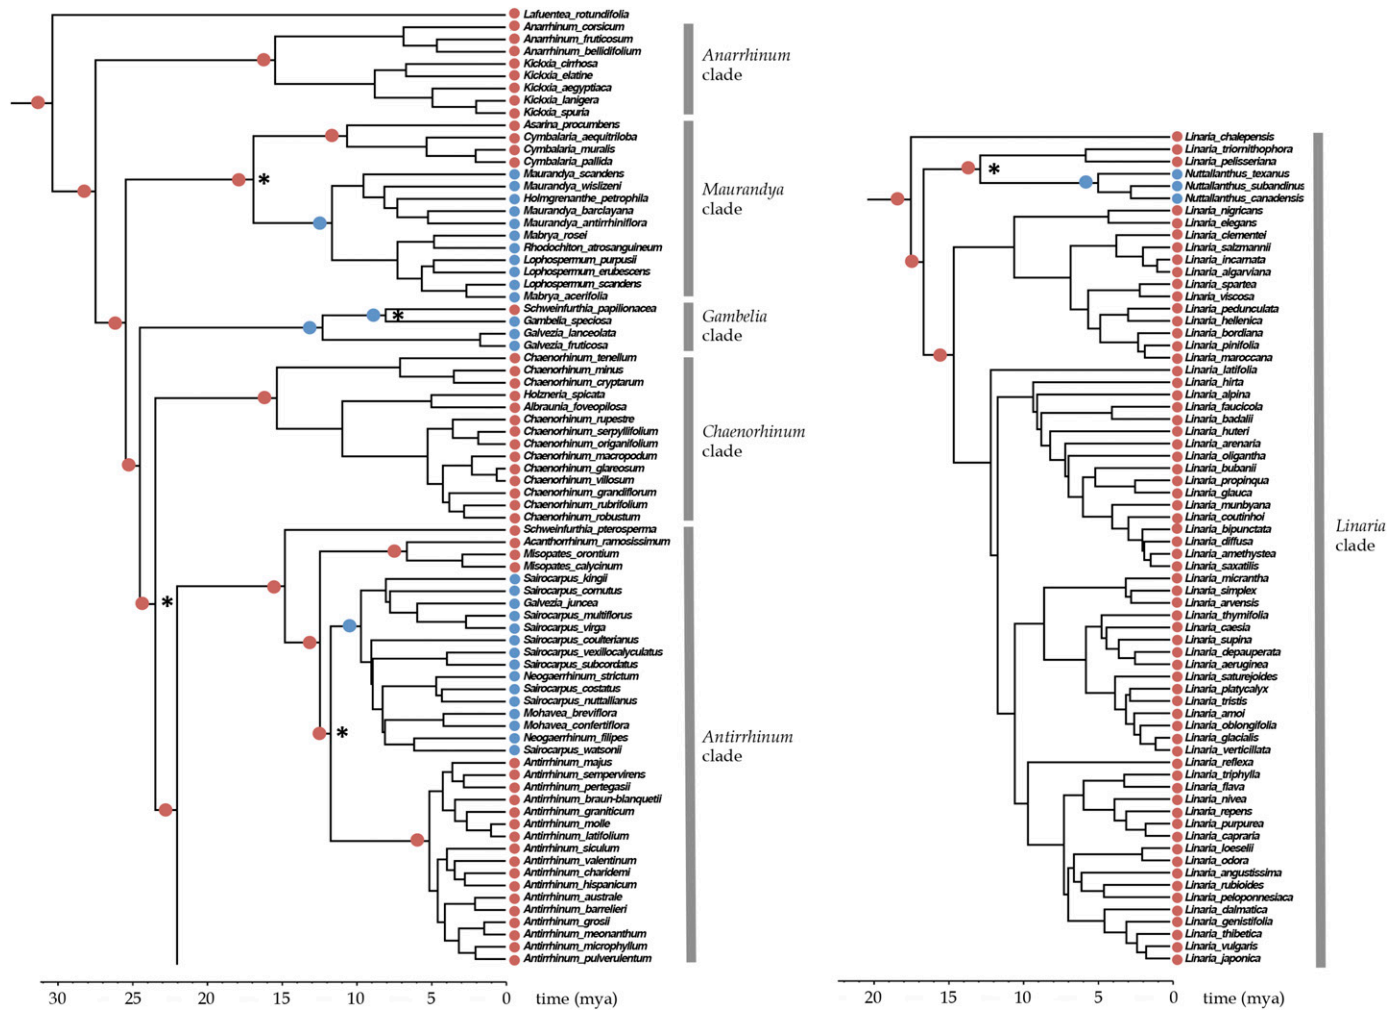 Lafuentea_rotundifolia
Anarrhinum_corsicum
Anarrhinum_fruticosum
Anarrhinum_bellidifolium
Kickxia_cirrhosa
Kickxia_elatine
Kickxia_aegyptiaca
Kickxia_lanigera
Kickxia_spuria
Anarrhinum
clade
Asarina_procumbens
Cymbalaria_aequitriloba
Cymbalaria_muralis
Cymbalaria_pallida
Maurandya_scandens
Maurandya_wislizeni
Holmgrenanthe_petrophila
Maurandya_barclayana
Maurandya_antirrhiniflora
Mabrya_rosei
Rhodochiton_atrosanguineum
Lophospermum_purpusii
Lophospermum_erubescens
Lophospermum_scandens
Mabrya_acerifolia
*
Maurandya
clade
Schweinfurthia_papilionacea
Gambelia_speciosa
Galvezia_lanceolata
Galvezia_fruticosa
*
Gambelia
clade
Chaenorhinum_tenellum
Chaenorhinum_minus
Chaenorhinum_cryptarum
Holzneria_spicata
Albraunia_foveopilosa
Chaenorhinum_rupestre
Chaenorhinum_serpyllifolium
Chaenorhinum_origanifolium
Chaenorhinum_macropodum
Chaenorhinum_glareosum
Chaenorhinum_villosum
Chaenorhinum_grandiflorum
Chaenorhinum_rubrifolium
Chaenorhinum_robustum
Chaenorhinum
clade
Schweinfurthia_pterosperma
Acanthorrhinum_ramosissimum
Misopates_orontium
Misopates_calycinum
Sairocarpus_kingii
Sairocarpus_cornutus
Galvezia_juncea
Sairocarpus_multiflorus
Sairocarpus_virga
Sairocarpus_coulterianus
Sairocarpus_vexillocalyculatus
Sairocarpus_subcordatus
Neogaerrhinum_strictum
Sairocarpus_costatus
Sairocarpus_nuttallianus
Mohavea_breviflora
Mohavea_confertiflora
Neogaerrhinum_filipes
Sairocarpus_watsonii
Antirrhinum_majus
Antirrhinum_sempervirens
Antirrhinum_pertegasii
Antirrhinum_braun-blanquetii
Antirrhinum_graniticum
Antirrhinum_molle
Antirrhinum_latifolium
Antirrhinum_siculum
Antirrhinum_valentinum
Antirrhinum_charidemi
Antirrhinum_hispanicum
Antirrhinum_australe
Antirrhinum_barrelieri
Antirrhinum_grosii
Antirrhinum_meonanthum
Antirrhinum_microphyllum
Antirrhinum_pulverulentum
*
*
Antirrhinum
clade
30 25 20 15 10 5 0 time (mya)
Linaria_chalepensis
Linaria_triornithophora
Linaria_pelisseriana
Nuttallanthus_texanus
Nuttallanthus_subandinus
Nuttallanthus_canadensis
Linaria_nigricans
Linaria_elegans
Linaria_clementei
Linaria_salzmannii
Linaria_incarnata
Linaria_algarviana
Linaria_spartea
Linaria_viscosa
Linaria_pedunculata
Linaria_hellenica
Linaria_bordiana
Linaria_pinifolia
Linaria_maroccana
Linaria_latifolia
Linaria_hirta
Linaria_alpina
Linaria_faucicola
Linaria_badalii
Linaria_huteri
Linaria_arenaria
Linaria_oligantha
Linaria_bubanii
Linaria_propinqua
Linaria_glauca
Linaria_munbyana
Linaria_coutinhoi
Linaria_bipunctata
Linaria_diffusa
Linaria_amethystea
Linaria_saxatilis
Linaria_micrantha
Linaria_simplex
Linaria_arvensis
Linaria_thymifolia
Linaria_caesia
Linaria_supina
Linaria_depauperata
Linaria_aeruginea
Linaria_saturejoides
Linaria_platycalyx
Linaria_tristis
Linaria_amoi
Linaria_oblongifolia
Linaria_glacialis
Linaria_verticillata
Linaria_reflexa
Linaria_triphylla
Linaria_flava
Linaria_nivea
Linaria_repens
Linaria_purpurea
Linaria_capraria
Linaria_loeselii
Linaria_odora
Linaria_angustissima
Linaria_rubioides
Linaria_peloponnesiaca
Linaria_dalmatica
Linaria_genistifolia
Linaria_thibetica
Linaria_vulgaris
Linaria_japonica
*
Linaria
clade
20 15 10 5 0 time (mya)